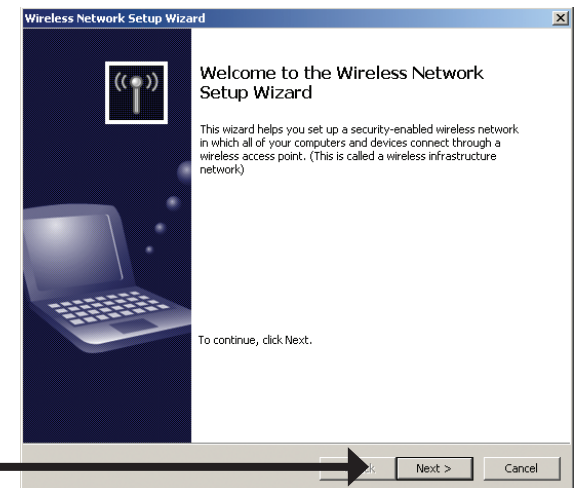 Wireless Network Setup Wizard
Welcome to the Wireless Network
Setup Wizard
This wizard helps you set up a security-enabled wireless network
in which all of your computers and devices connect through a
wireless access point. (This is called a wireless infrastructure
network)
To continue, click Next.
Next >
Cancel